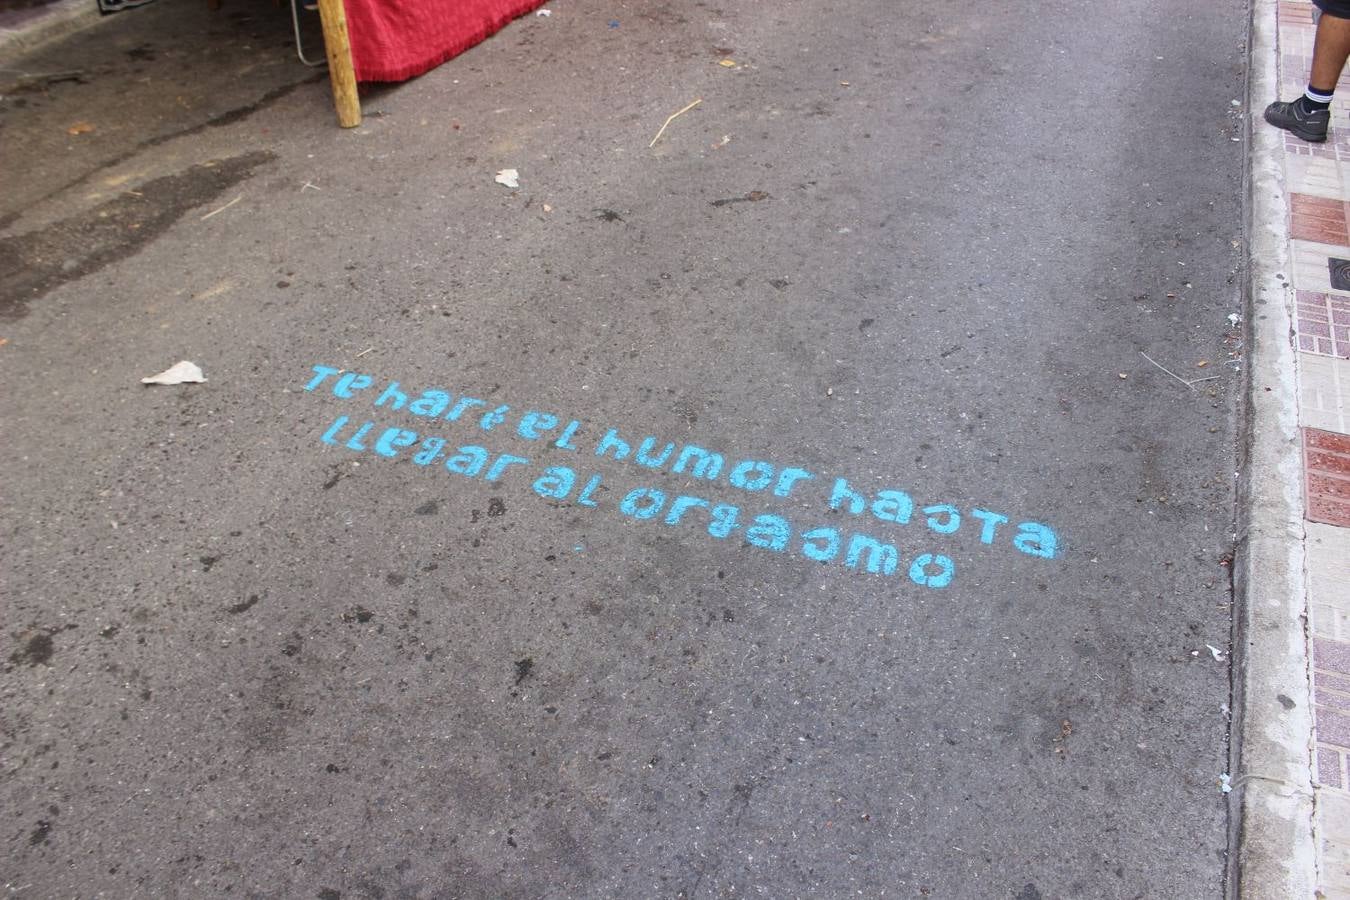 Te haré el humor hasta
llegar al orgasmo